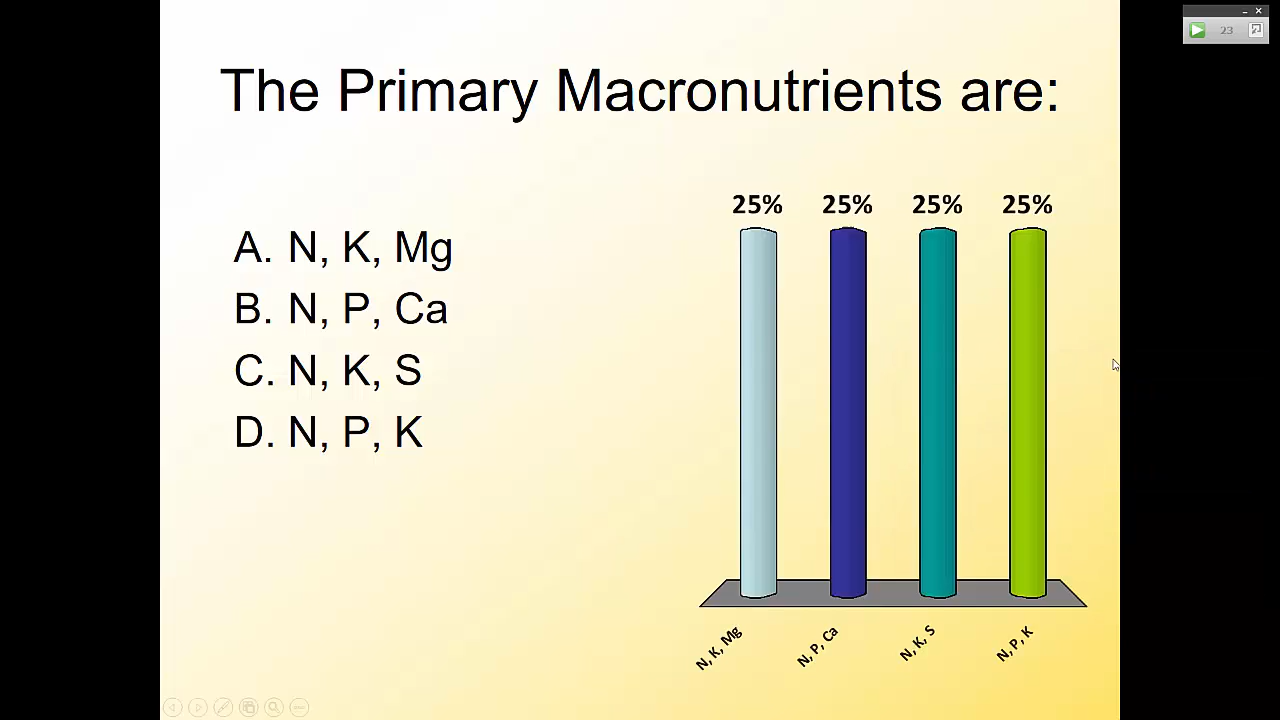 23
The Primary Macronutrients are:
A. N, K, Mg
B. N, P, Ca
C. N, K, S
D. N, P, K
25% 25% 25% 25%
N, K, Mg
N, P, Ca
N, K, S
N, P, K